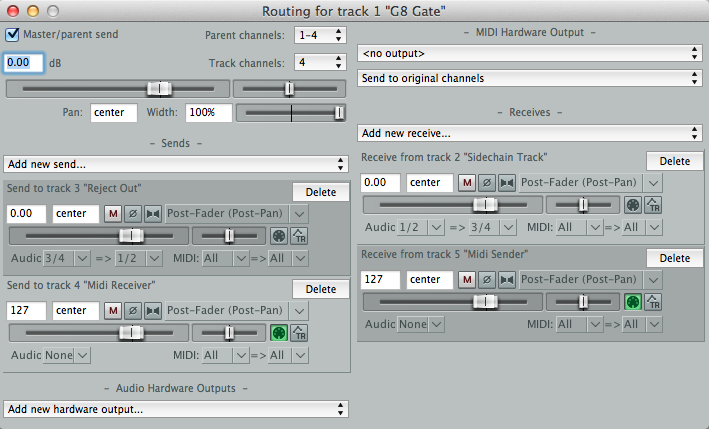 Routing for track 1 "G8 Gate"
Master/parent send
Parent channels: 1-4
0.00 dB
Track channels: 4
Pan: center Width: 100%
- Sends -
Add new send...
Send to track 3 "Reject Out"
Delete
0.00 center M Ø Post-Fader (Post-Pan)
TR
Audio 3/4 => 1/2 MIDI: All => All
Send to track 4 "Midi Receiver"
Delete
127 center M Ø Post-Fader (Post-Pan)
TR
Audio None MIDI: All => All
- Audio Hardware Outputs -
Add new hardware output...
- MIDI Hardware Output -
<no output>
Send to original channels
- Receives -
Add new receive...
Receive from track 2 "Sidechain Track"
Delete
0.00 center M Ø Post-Fader (Post-Pan)
TR
Audio 1/2 => 3/4 MIDI: All => All
Receive from track 5 "Midi Sender"
Delete
127 center M Ø Post-Fader (Post-Pan)
TR
Audio None MIDI: All => All